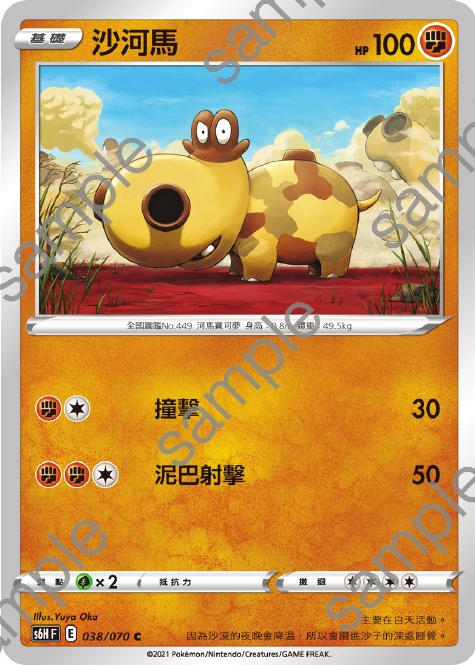 基礎 沙河馬 HP 100
全國圖鑑No.449 河馬寶可夢 身高：0.8m 體重：49.5kg
撞擊 30
泥巴射擊 50
弱點 ×2 抵抗力 撤退
Illus.Yuya Oka
主要在白天活動。
因為沙漠的夜晚會降溫，所以會鑽進沙子的深處睡覺。
s6H F E 038/070 C
©2021 Pokémon/Nintendo/Creatures/GAME FREAK.
sample
sample
sample
sample
sample
sample
sample
sample